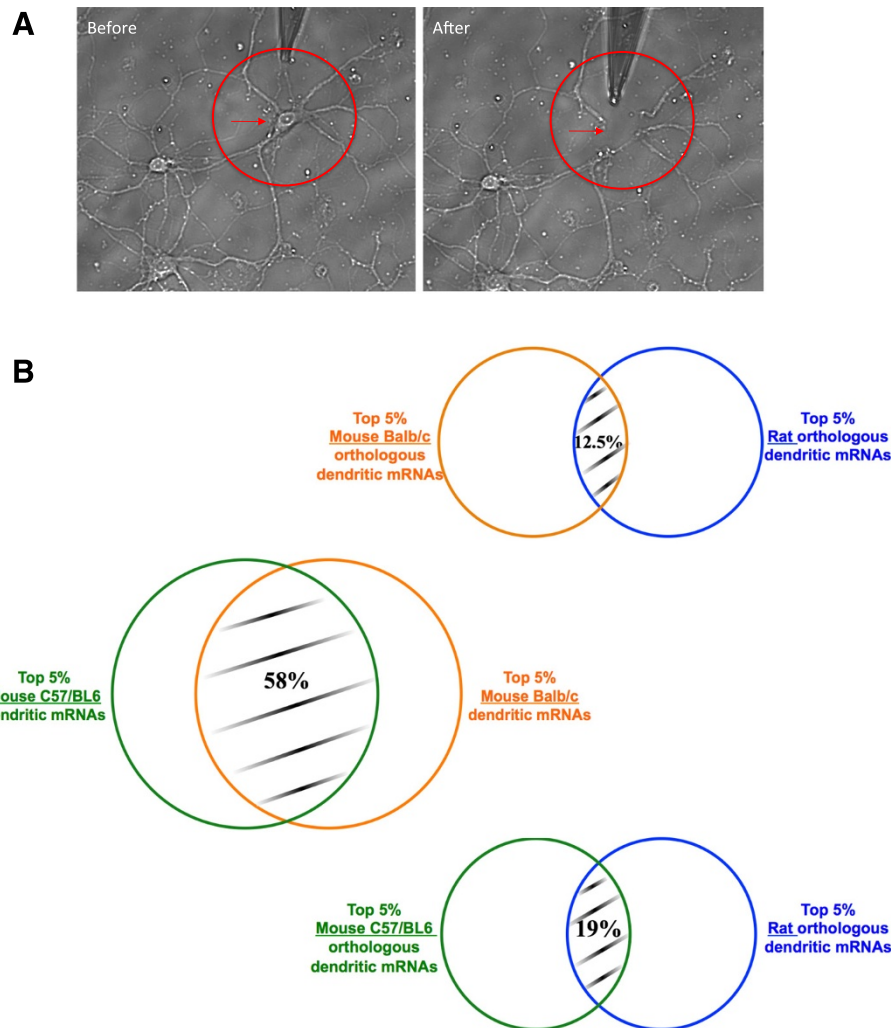 A
Before
After
B
Top 5%
Mouse Balb/c
orthologous
dendritic mRNAs
12.5%
Top 5%
Rat orthologous
dendritic mRNAs
Top 5%
ouse C57/BL6
ndritic mRNAs
58%
Top 5%
Mouse Balb/c
dendritic mRNAs
Top 5%
Mouse C57/BL6
orthologous
dendritic mRNAs
19%
Top 5%
Rat orthologous
dendritic mRNAs